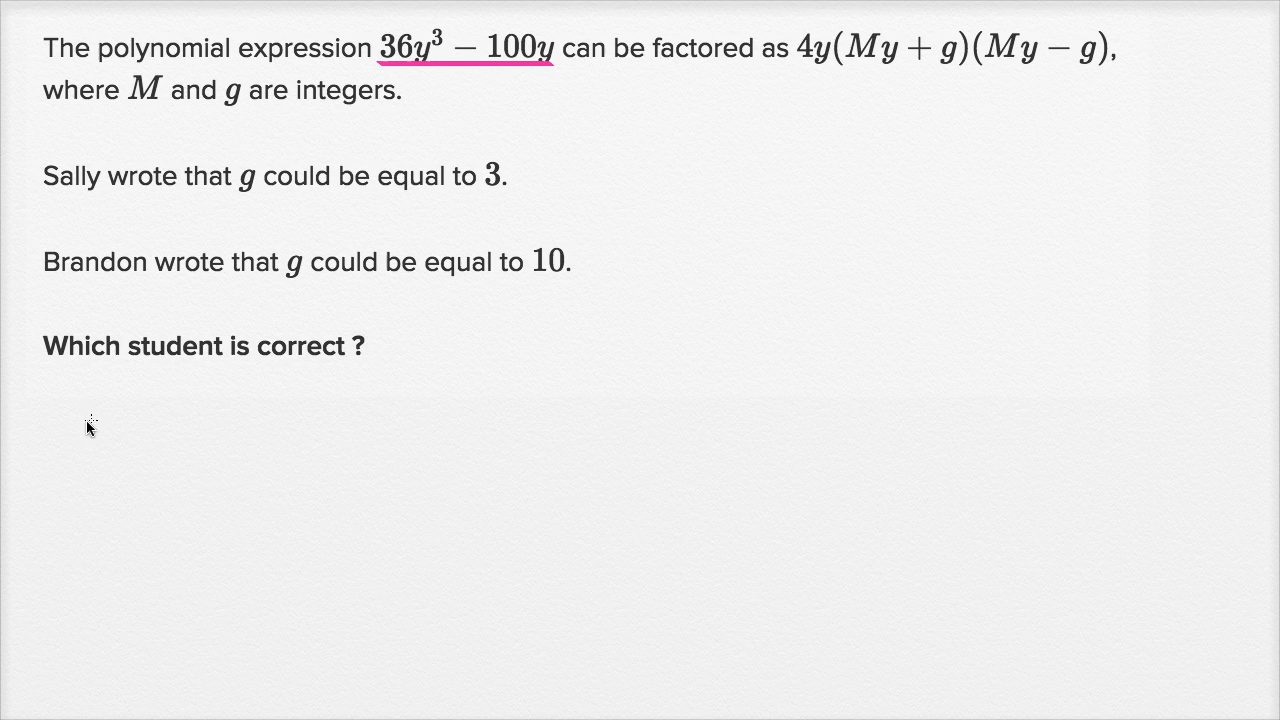 The polynomial expression 36y³ − 100y can be factored as 4y(My + g)(My − g),
where M and g are integers.
Sally wrote that g could be equal to 3.
Brandon wrote that g could be equal to 10.
Which student is correct ?